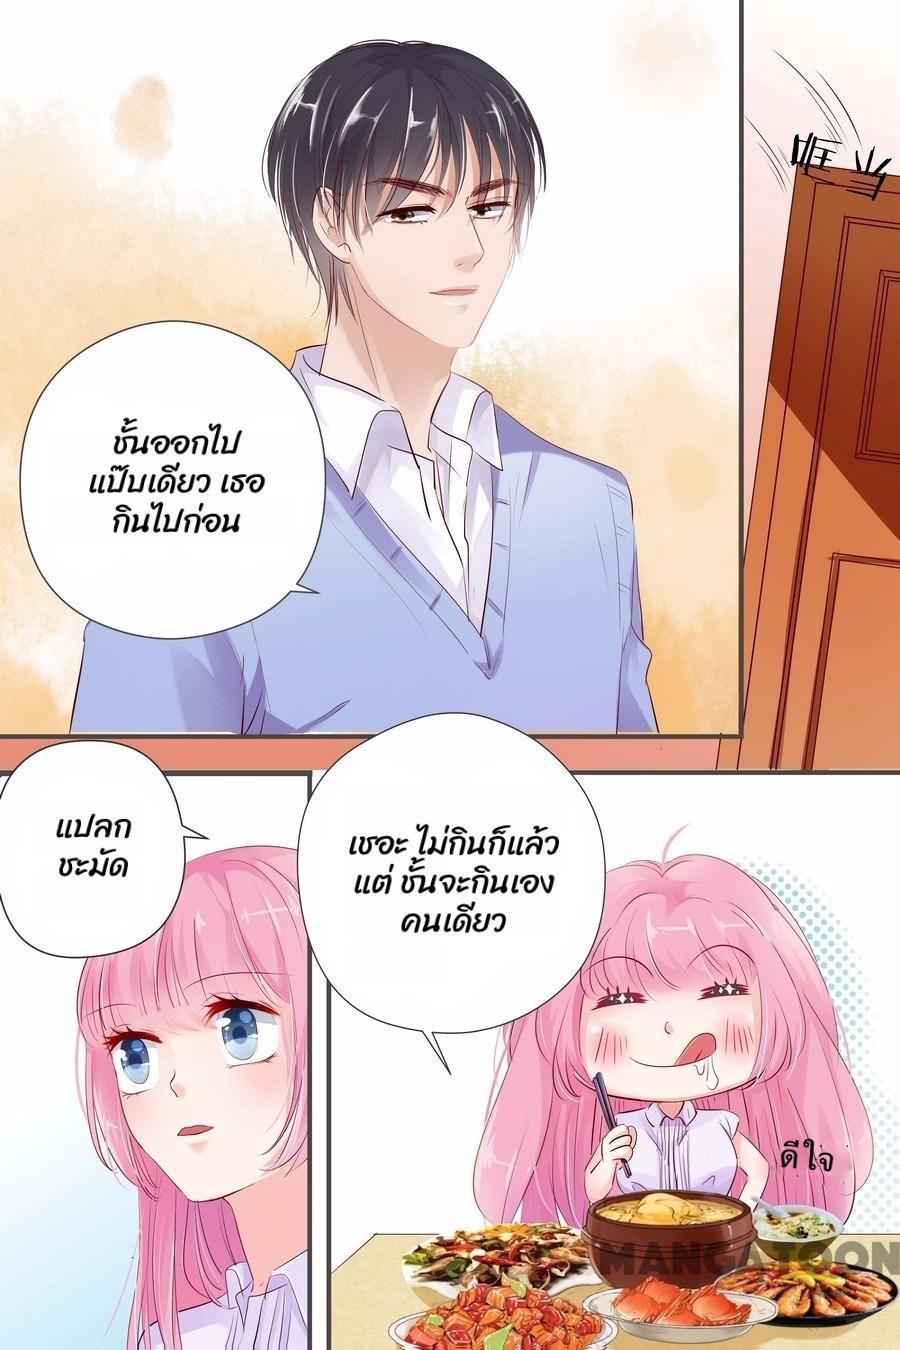 哐当
ชั้นออกไป
แป๊บเดียว เธอ
กินไปก่อน
แปลก
ชะมัด
เชอะ ไม่กินก็แล้ว
แต่ ชั้นจะกินเอง
คนเดียว
ดีใจ
MANGATOON